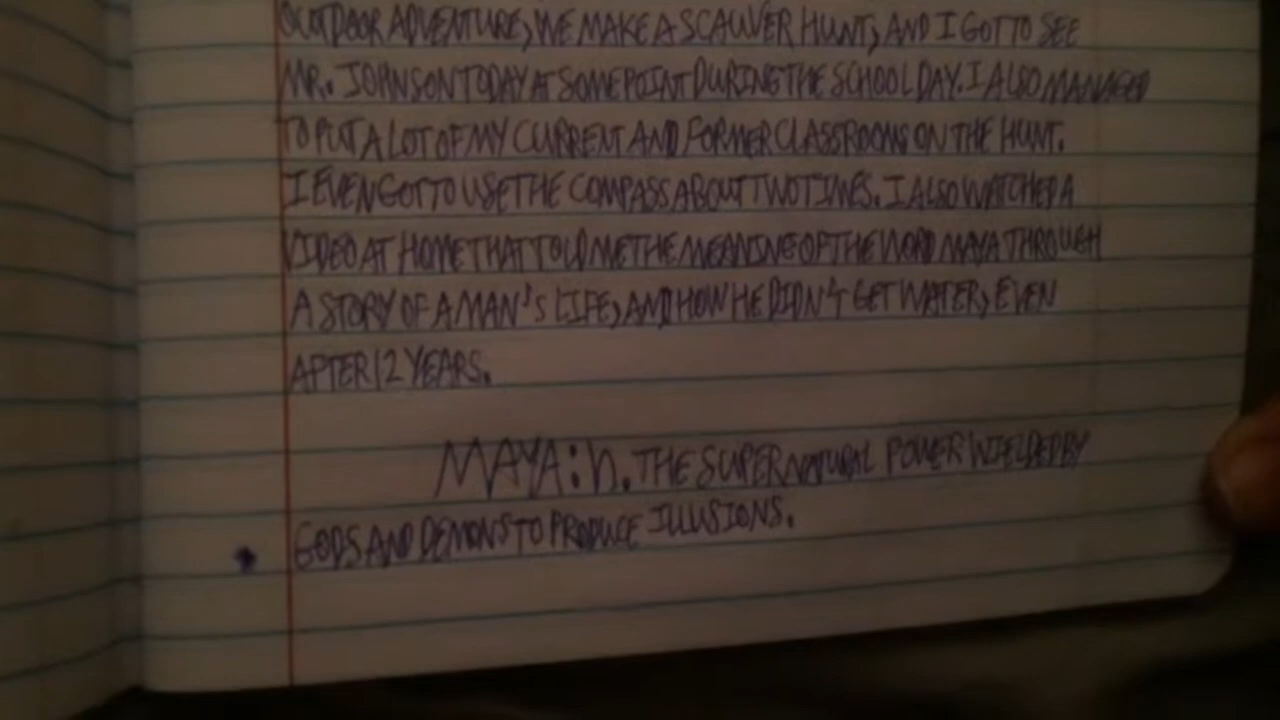 OUTDOOR ADVENTURE, WE MAKE A SCAUVER HUNT, AND I GOT TO SEE
MR. JOHNSON TODAY AT SOME POINT DURING THE SCHOOL DAY. I ALSO MANAGED
TO PUT A LOT OF MY CURRENT AND FORMER CLASSROOMS ON THE HUNT.
I EVEN GOT TO USE THE COMPASS ABOUT TWO TIMES. I ALSO WATCHED A
VIDEO AT HOME THAT TOLD ME THE MEANING OF THE WORD MAYA THROUGH
A STORY OF A MAN'S LIFE, AND HOW HE DIDN'T GET WATER, EVEN
AFTER 12 YEARS.
MAYA: n. THE SUPERNATURAL POWER WIELDED BY
GODS AND DEMONS TO PRODUCE ILLUSIONS.